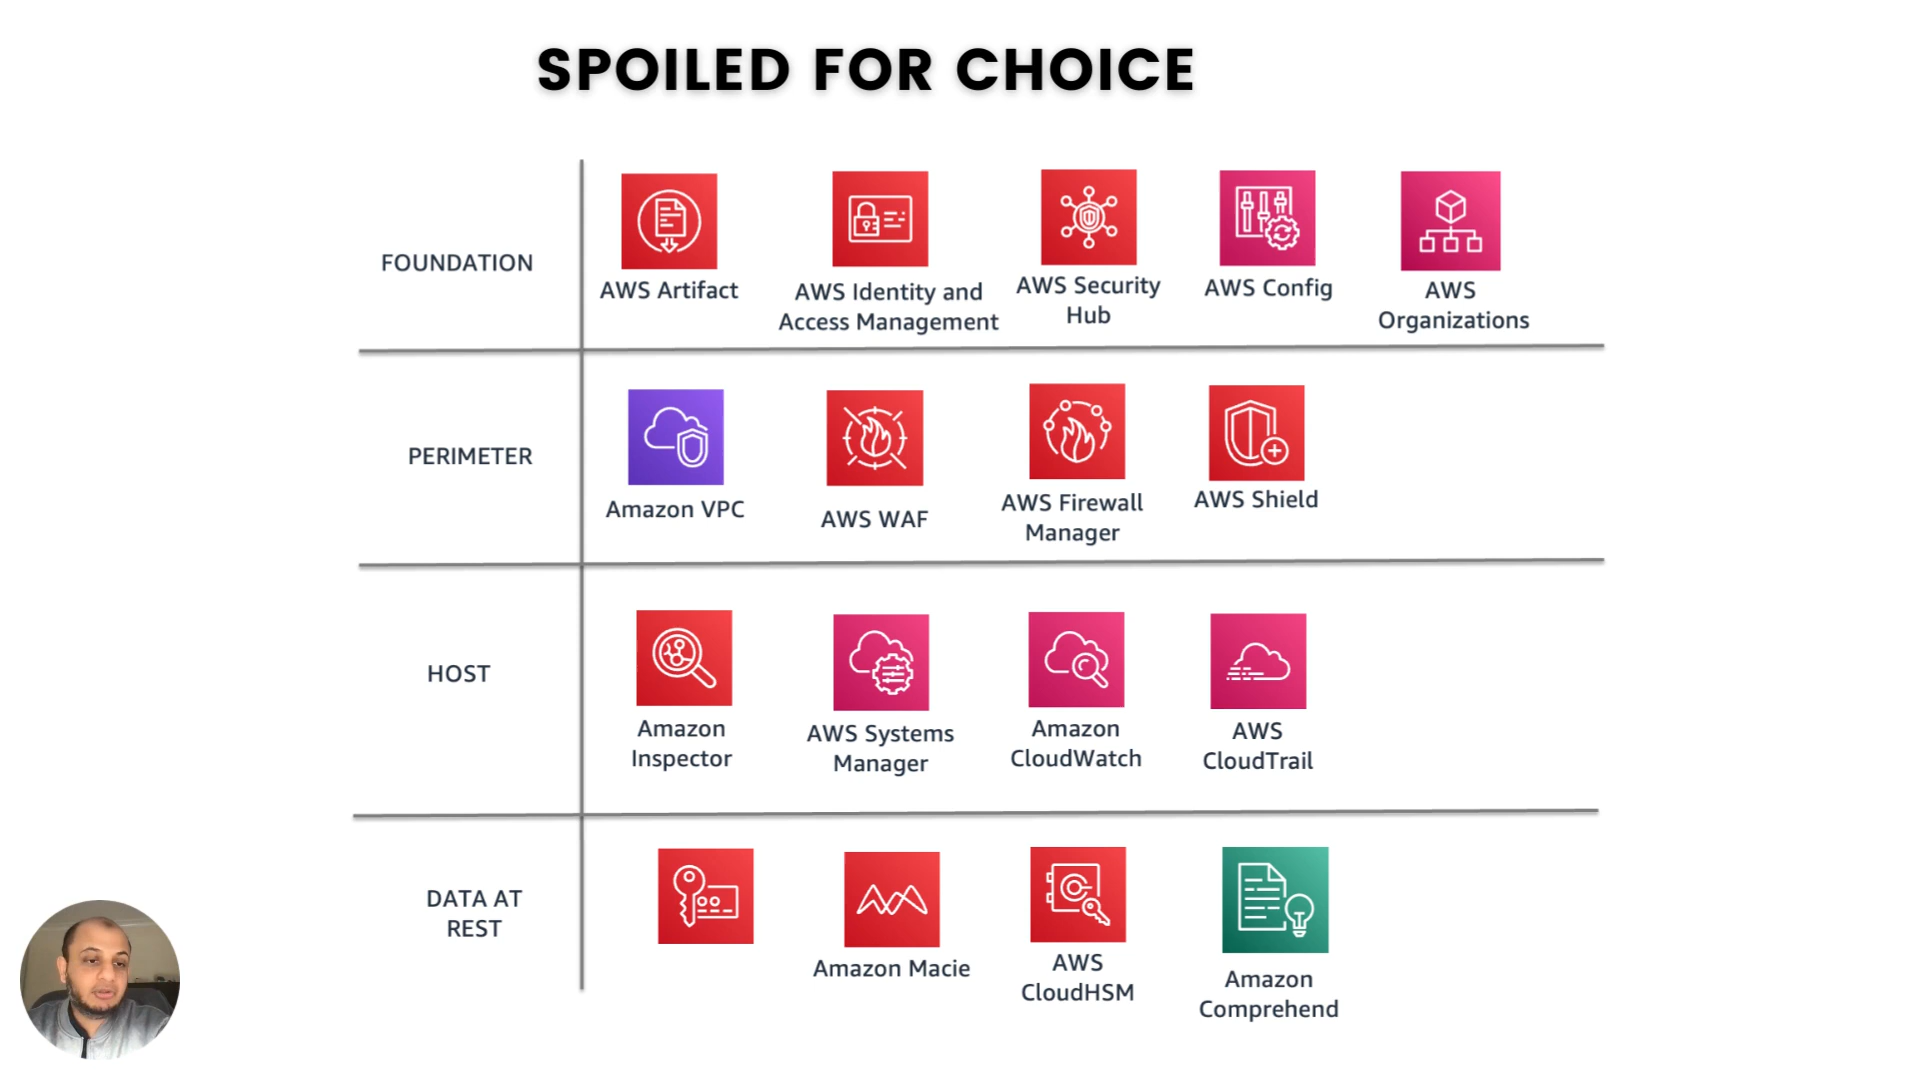 SPOILED FOR CHOICE
FOUNDATION
AWS Artifact
AWS Identity and
Access Management
AWS Security
Hub
AWS Config
AWS
Organizations
PERIMETER
Amazon VPC
AWS WAF
AWS Firewall
Manager
AWS Shield
HOST
Amazon
Inspector
AWS Systems
Manager
Amazon
CloudWatch
AWS
CloudTrail
DATA AT
REST
Amazon Macie
AWS
CloudHSM
Amazon
Comprehend